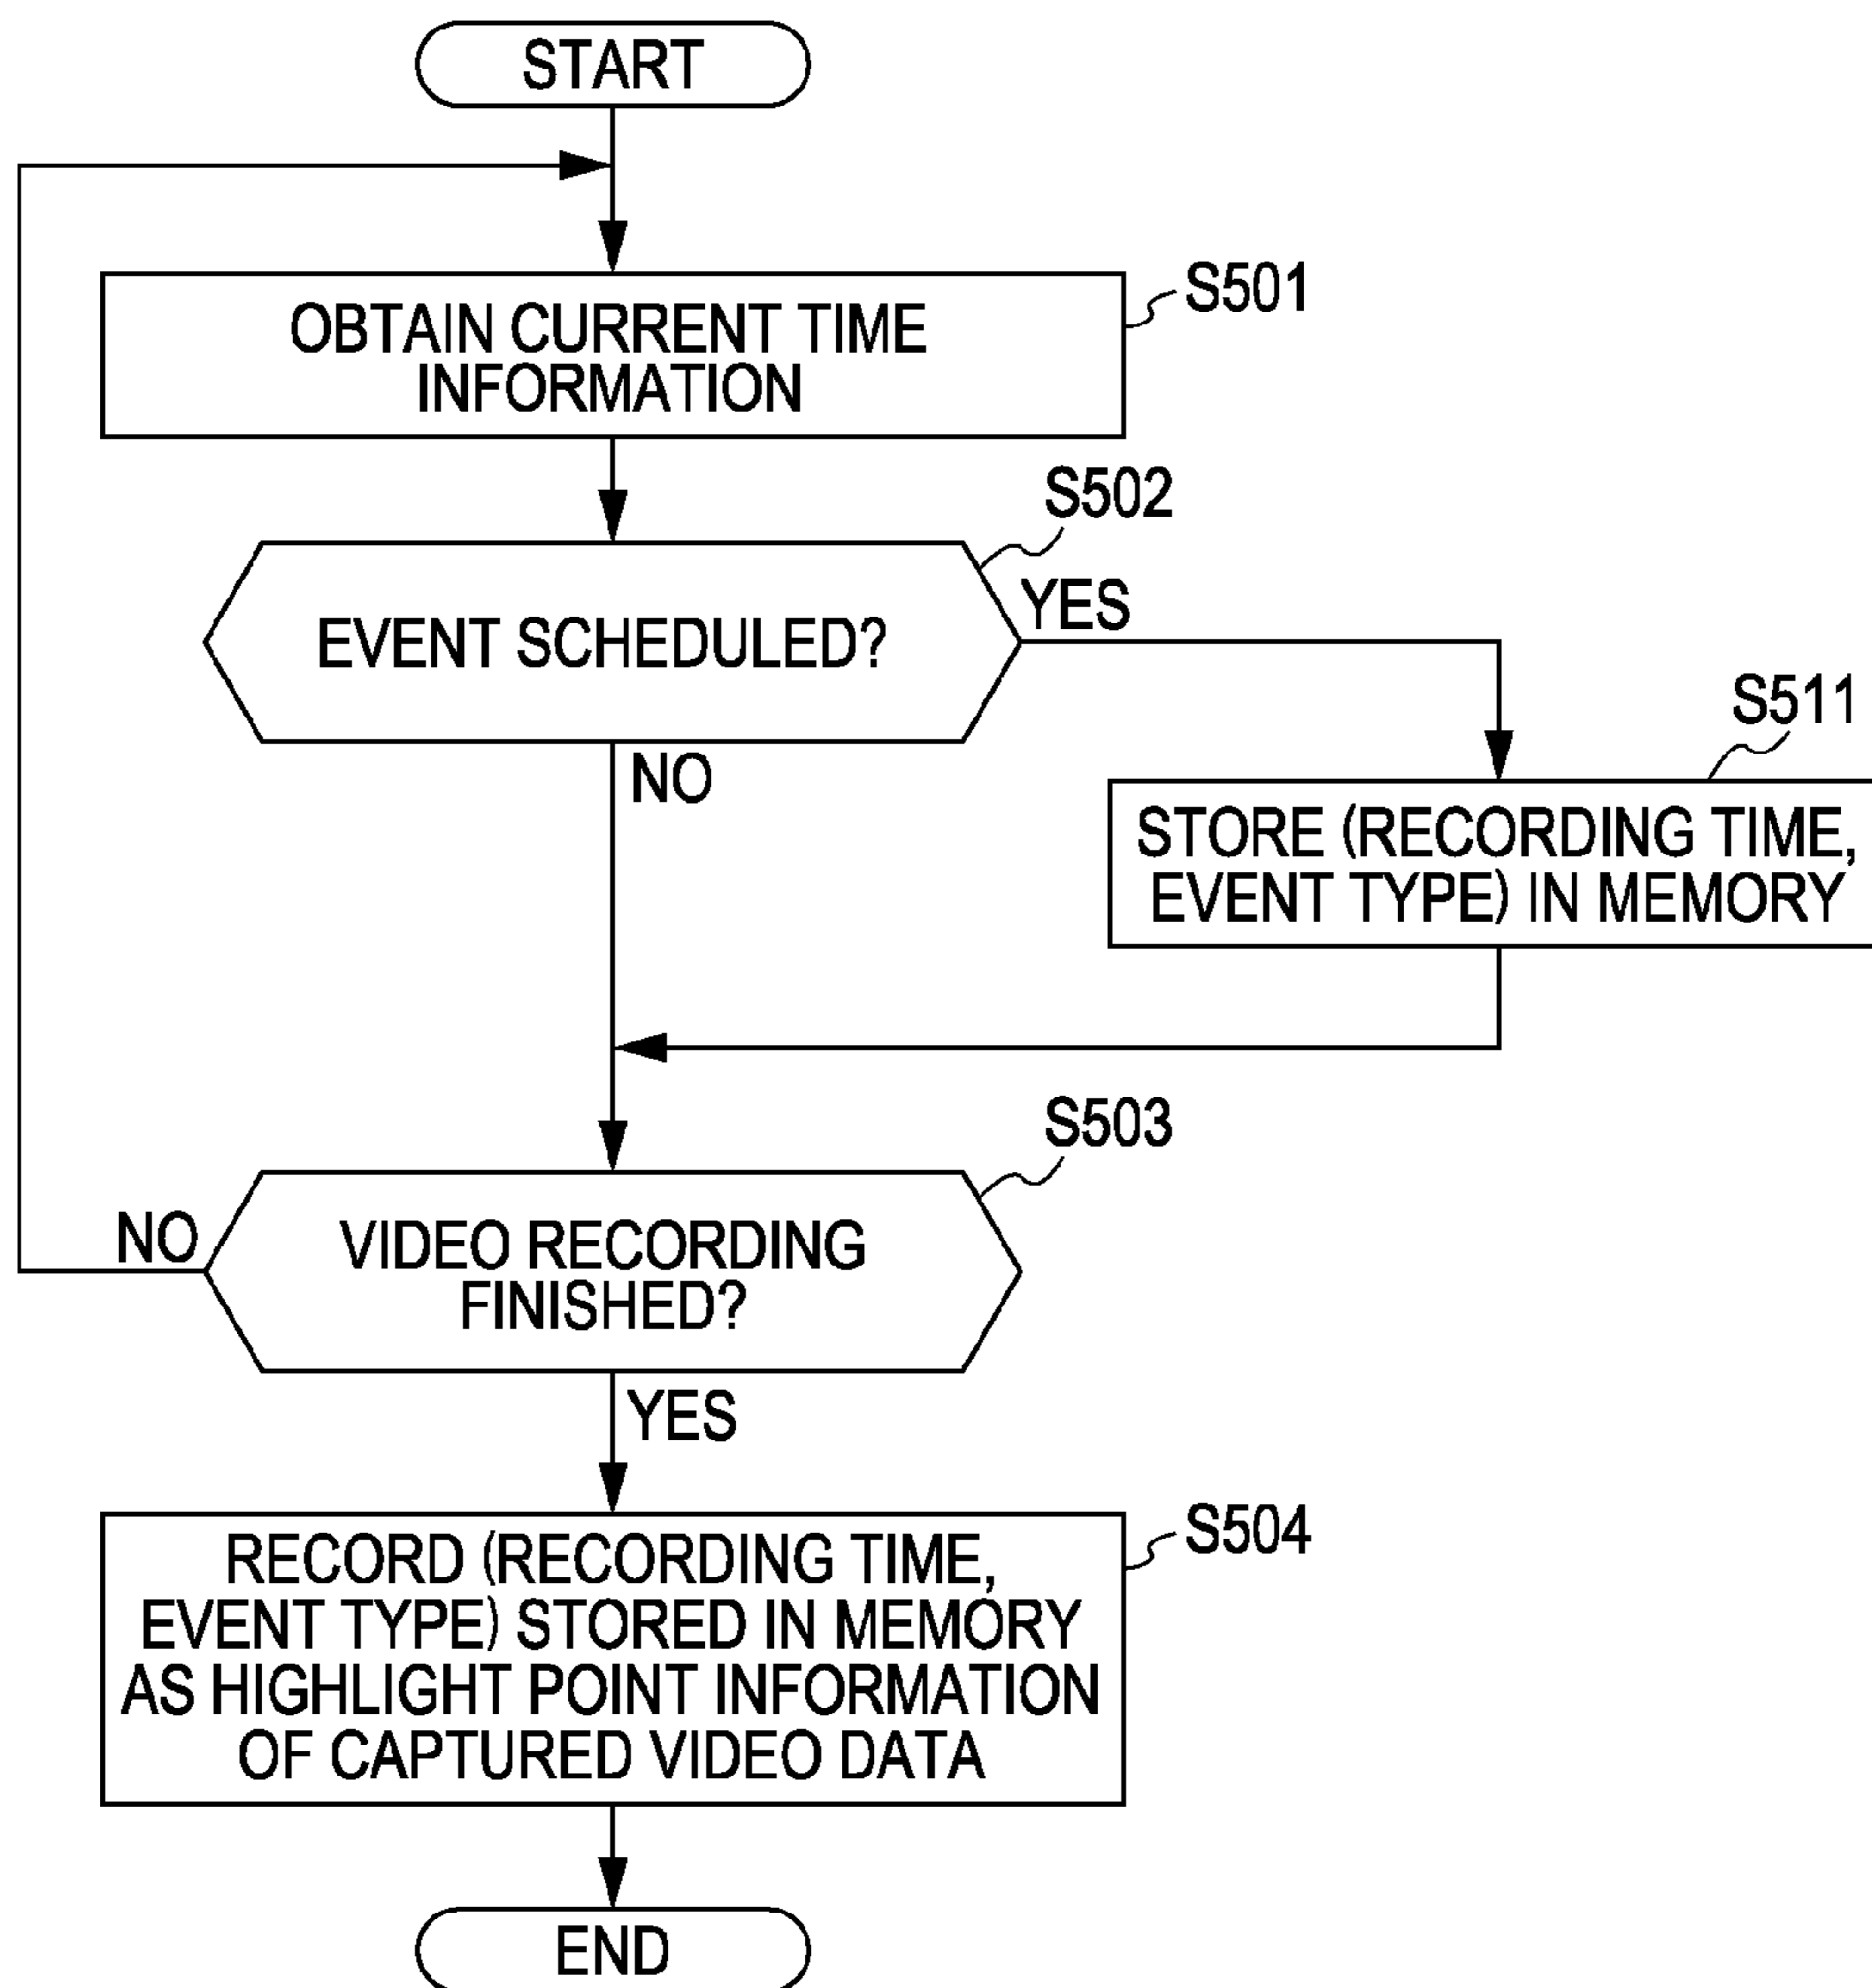 START
OBTAIN CURRENT TIME
INFORMATION
S501
S502
EVENT SCHEDULED?
YES
NO
S511
STORE (RECORDING TIME,
EVENT TYPE) IN MEMORY
S503
VIDEO RECORDING
FINISHED?
NO
YES
S504
RECORD (RECORDING TIME,
EVENT TYPE) STORED IN MEMORY
AS HIGHLIGHT POINT INFORMATION
OF CAPTURED VIDEO DATA
END